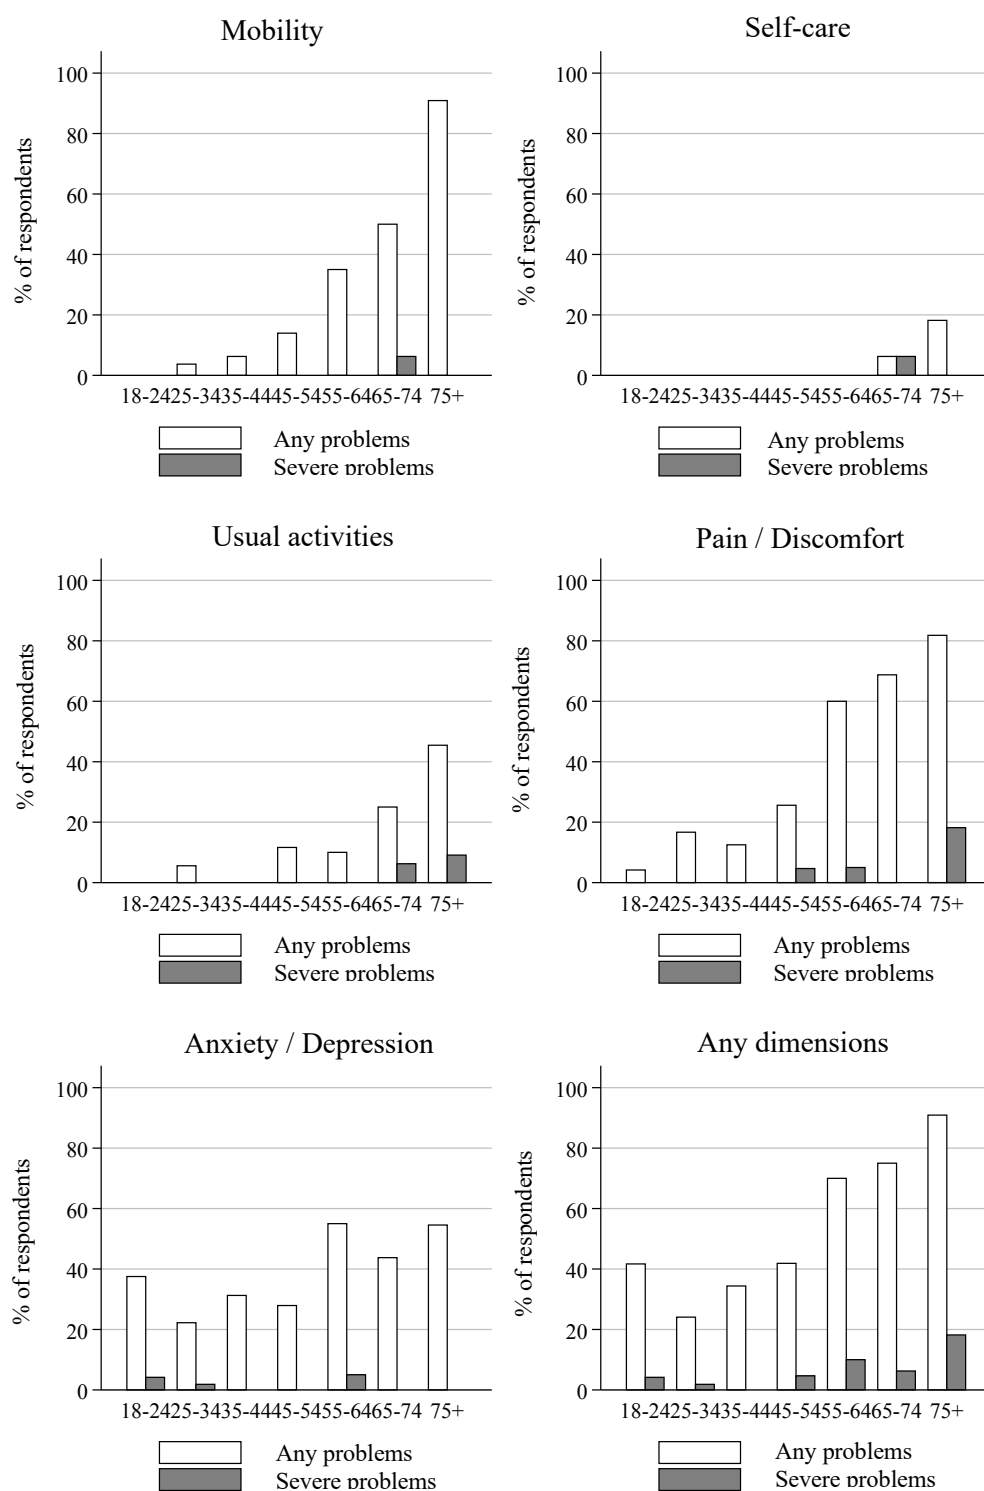 Mobility
% of respondents
100
80
60
40
20
0
18-24 25-34 35-44 45-54 55-64 65-74 75+
Any problems
Severe problems
Self-care
% of respondents
100
80
60
40
20
0
18-24 25-34 35-44 45-54 55-64 65-74 75+
Any problems
Severe problems
Usual activities
% of respondents
100
80
60
40
20
0
18-24 25-34 35-44 45-54 55-64 65-74 75+
Any problems
Severe problems
Pain / Discomfort
% of respondents
100
80
60
40
20
0
18-24 25-34 35-44 45-54 55-64 65-74 75+
Any problems
Severe problems
Anxiety / Depression
% of respondents
100
80
60
40
20
0
18-24 25-34 35-44 45-54 55-64 65-74 75+
Any problems
Severe problems
Any dimensions
% of respondents
100
80
60
40
20
0
18-24 25-34 35-44 45-54 55-64 65-74 75+
Any problems
Severe problems